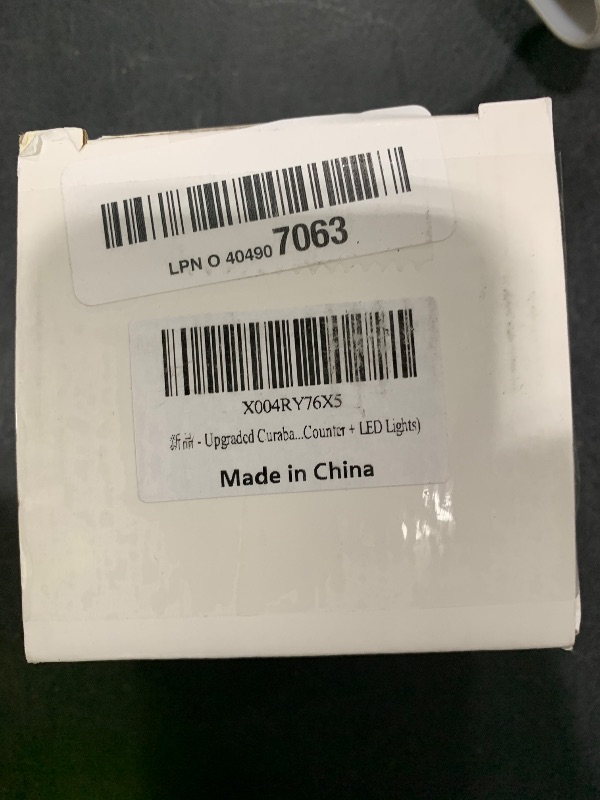 LPN O 40490 7063
X004RY76X5
新品 - Upgraded Curaba...Counter + LED Lights)
Made in China